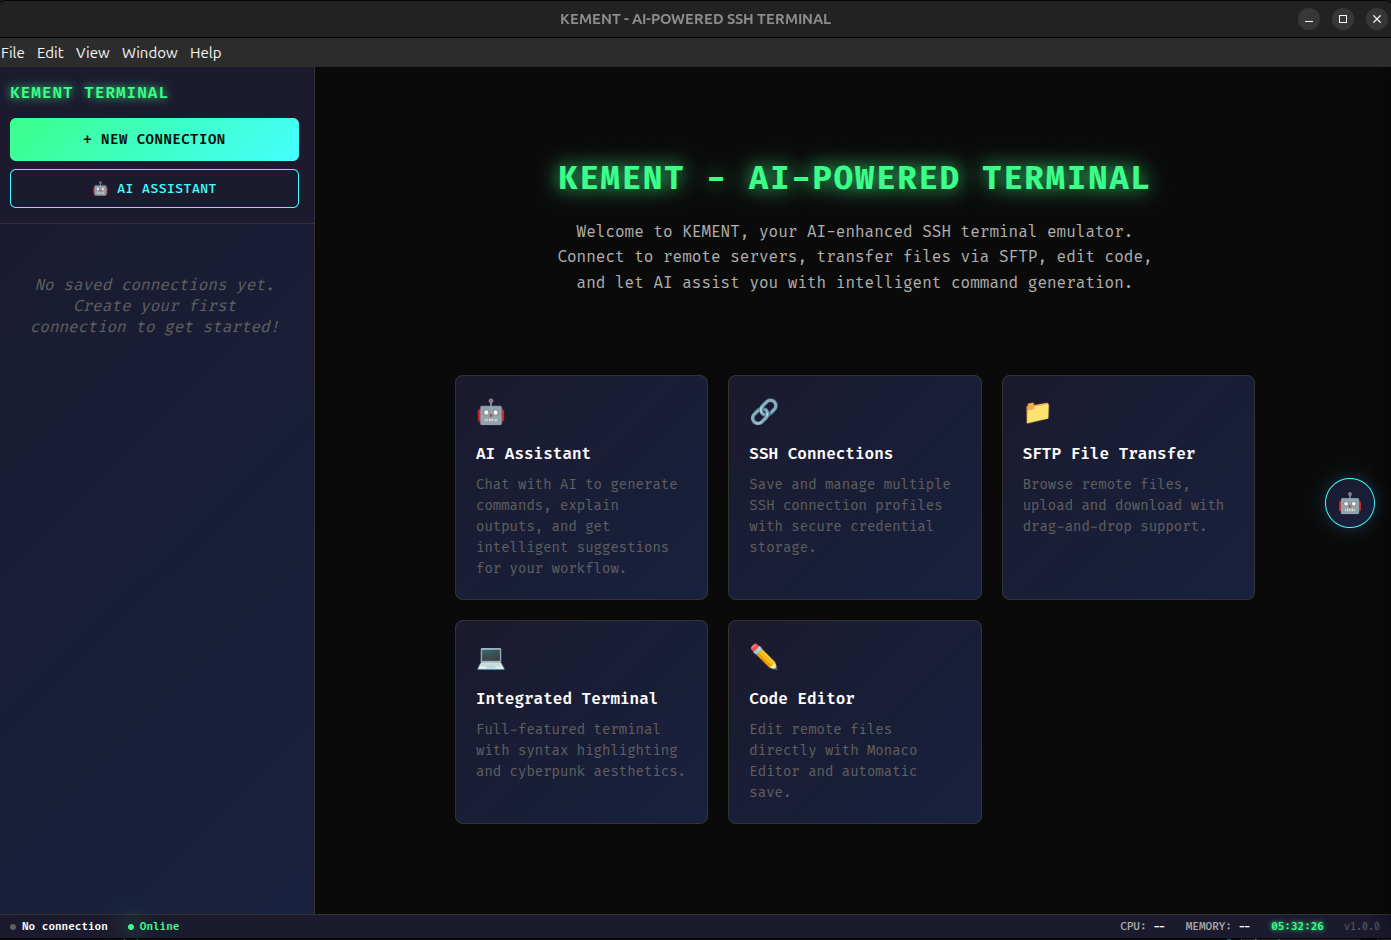 KEMENT - AI-POWERED SSH TERMINAL
File Edit View Window Help
KEMENT TERMINAL
+ NEW CONNECTION
AI ASSISTANT
No saved connections yet.
Create your first
connection to get started!
KEMENT - AI-POWERED TERMINAL
Welcome to KEMENT, your AI-enhanced SSH terminal emulator.
Connect to remote servers, transfer files via SFTP, edit code,
and let AI assist you with intelligent command generation.
AI Assistant
Chat with AI to generate
commands, explain
outputs, and get
intelligent suggestions
for your workflow.
SSH Connections
Save and manage multiple
SSH connection profiles
with secure credential
storage.
SFTP File Transfer
Browse remote files,
upload and download with
drag-and-drop support.
Integrated Terminal
Full-featured terminal
with syntax highlighting
and cyberpunk aesthetics.
Code Editor
Edit remote files
directly with Monaco
Editor and automatic
save.
No connection Online CPU: -- MEMORY: -- 05:32:26 v1.0.0